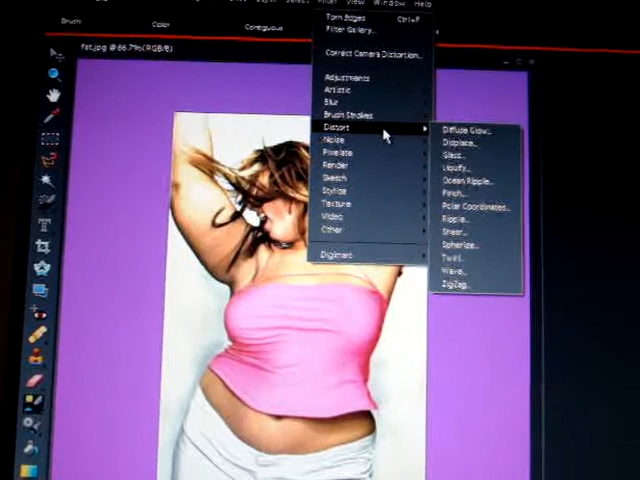 Filter View Window Help
Brush: Color Contiguous
Torn Edges Ctrl+F
Filter Gallery...
fat.jpg @ 66.7%(RGB/8)
Correct Camera Distortion...
Adjustments
Artistic
Blur
Brush Strokes
Distort
Noise
Pixelate
Render
Sketch
Stylize
Texture
Video
Other
Digimarc
Diffuse Glow...
Displace...
Glass...
Liquify...
Ocean Ripple...
Pinch...
Polar Coordinates...
Ripple...
Shear...
Spherize...
Twirl...
Wave...
ZigZag...